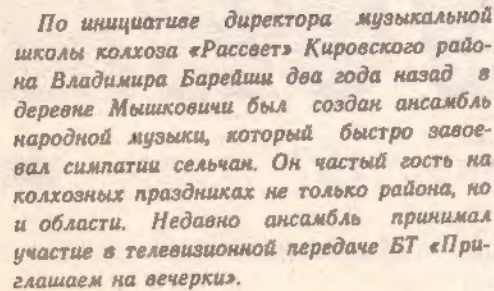 По инициативе директора музыкальной
школы колхоза «Рассвет» Кировского райо-
на Владимира Барейши два года назад в
деревне Мышковичи был создан ансамбль
народной музыки, который быстро завое-
вал симпатии сельчан. Он частый гость на
колхозных праздниках не только района, но
и области. Недавно ансамбль принимал
участие в телевизионной передаче БТ «При-
глашаем на вечерки».